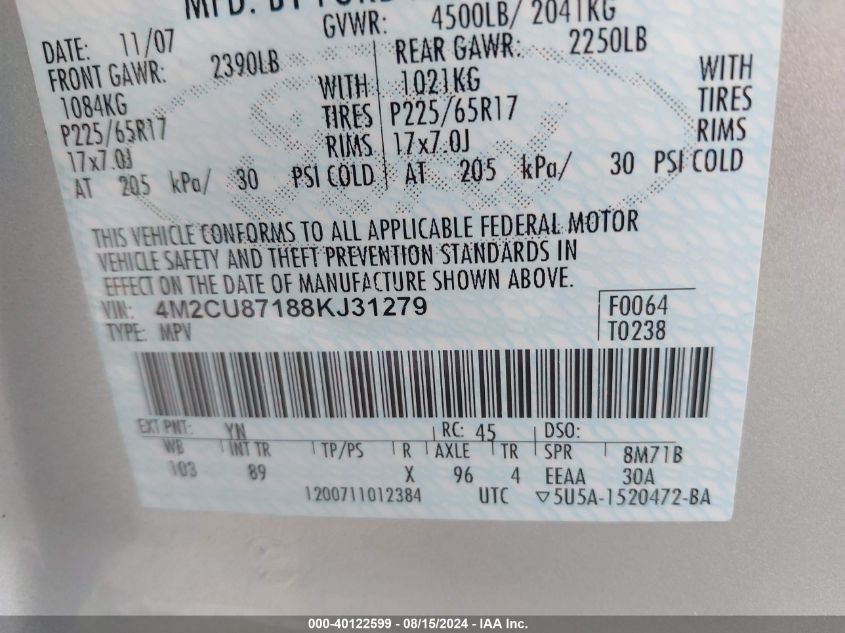 MFD. BY FORD
GVWR: 4500LB/ 2041KG
DATE: 11/07
FRONT GAWR: 2390LB
REAR GAWR: 2250LB
1084KG WITH
1021KG WITH
P225/65R17 TIRES
P225/65R17 TIRES
17x7.0J RIMS
17x7.0J RIMS
AT 205 kPa/ 30 PSI COLD
AT 205 kPa/ 30 PSI COLD
THIS VEHICLE CONFORMS TO ALL APPLICABLE FEDERAL MOTOR
VEHICLE SAFETY AND THEFT PREVENTION STANDARDS IN
EFFECT ON THE DATE OF MANUFACTURE SHOWN ABOVE.
VIN: 4M2CU87188KJ31279
F0064
TYPE: MPV
T0238
EXT PNT: YN RC: 45 DSO:
WB INT TR TP/PS R AXLE TR SPR 8M71B
103 89 X 96 4 EEAA 30A
1200711012384 UTC ▽5U5A-1520472-BA
000-40122599 - 08/15/2024 - IAA Inc.